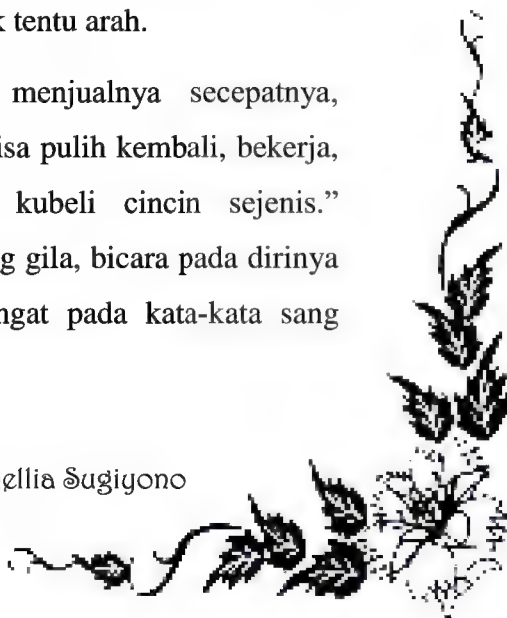 k tentu arah.
menjualnya secepatnya,
isa pulih kembali, bekerja,
kubeli cincin sejenis.”
g gila, bicara pada dirinya
ngat pada kata-kata sang
ellia Sugiyono